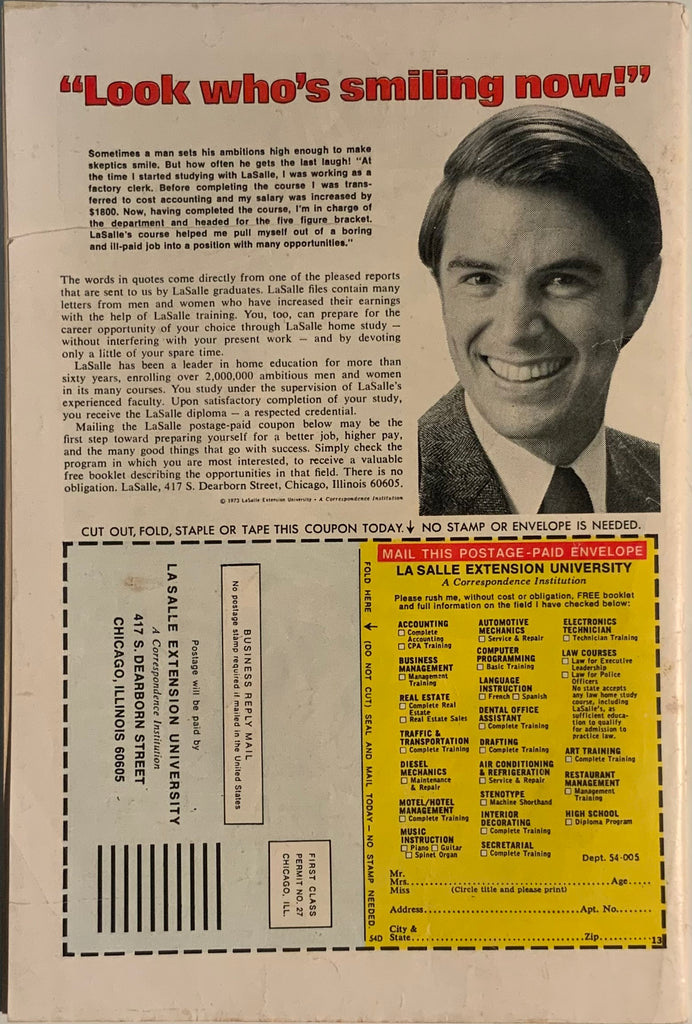 “Look who's smiling now!”
Sometimes a man sets his ambitions high enough to make
skeptics smile. But how often he gets the last laugh! “At
the time I started studying with LaSalle, I was working as a
factory clerk. Before completing the course I was trans-
ferred to cost accounting and my salary was increased by
$1800. Now, having completed the course, I'm in charge of
the department and headed for the five figure bracket.
LaSalle's course helped me pull myself out of a boring
and ill-paid job into a position with many opportunities.”
The words in quotes come directly from one of the pleased reports
that are sent to us by LaSalle graduates. LaSalle files contain many
letters from men and women who have increased their earnings
with the help of LaSalle training. You, too, can prepare for the
career opportunity of your choice through LaSalle home study —
without interfering with your present work — and by devoting
only a little of your spare time.
LaSalle has been a leader in home education for more than
sixty years, enrolling over 2,000,000 ambitious men and women
in its many courses. You study under the supervision of LaSalle's
experienced faculty. Upon satisfactory completion of your study,
you receive the LaSalle diploma — a respected credential.
Mailing the LaSalle postage-paid coupon below may be the
first step toward preparing yourself for a better job, higher pay,
and the many good things that go with success. Simply check the
program in which you are most interested, to receive a valuable
free booklet describing the opportunities in that field. There is no
obligation. LaSalle, 417 S. Dearborn Street, Chicago, Illinois 60605.
© 1973 LaSalle Extension University • A Correspondence Institution
CUT OUT, FOLD, STAPLE OR TAPE THIS COUPON TODAY. ↓ NO STAMP OR ENVELOPE IS NEEDED.
BUSINESS REPLY MAIL
No postage stamp required if mailed in the United States
Postage will be paid by
LA SALLE EXTENSION UNIVERSITY
A Correspondence Institution
417 S. DEARBORN STREET
CHICAGO, ILLINOIS 60605
FIRST CLASS
PERMIT NO. 27
CHICAGO, ILL.
FOLD HERE → (DO NOT CUT) SEAL AND MAIL TODAY — NO STAMP NEEDED.
MAIL THIS POSTAGE-PAID ENVELOPE
LA SALLE EXTENSION UNIVERSITY
A Correspondence Institution
Please rush me, without cost or obligation, FREE booklet
and full information on the field I have checked below:
ACCOUNTING
☐ Complete
Accounting
☐ CPA Training
BUSINESS
MANAGEMENT
☐ Management
Training
REAL ESTATE
☐ Complete Real
Estate
☐ Real Estate Sales
TRAFFIC &
TRANSPORTATION
☐ Complete Training
DIESEL
MECHANICS
☐ Maintenance
& Repair
MOTEL/HOTEL
MANAGEMENT
☐ Complete Training
MUSIC
INSTRUCTION
☐ Piano ☐ Guitar
☐ Spinet Organ
AUTOMOTIVE
MECHANICS
☐ Service & Repair
COMPUTER
PROGRAMMING
☐ Basic Training
LANGUAGE
INSTRUCTION
☐ French ☐ Spanish
DENTAL OFFICE
ASSISTANT
☐ Complete Training
DRAFTING
☐ Complete Training
AIR CONDITIONING
& REFRIGERATION
☐ Service & Repair
STENOTYPE
☐ Machine Shorthand
INTERIOR
DECORATING
☐ Complete Training
SECRETARIAL
☐ Complete Training
ELECTRONICS
TECHNICIAN
☐ Technician Training
LAW COURSES
☐ Law for Executive
Leadership
☐ Law for Police
Officers
No state accepts
any law home study
course, including
LaSalle's, as
sufficient educa-
tion to qualify
for admission to
practice law.
ART TRAINING
☐ Complete Training
RESTAURANT
MANAGEMENT
☐ Management
Training
HIGH SCHOOL
☐ Diploma Program
Dept. 54-005
Mr.
Mrs. Age
Miss (Circle title and please print)
Address Apt. No.
City &
State Zip
54D
13